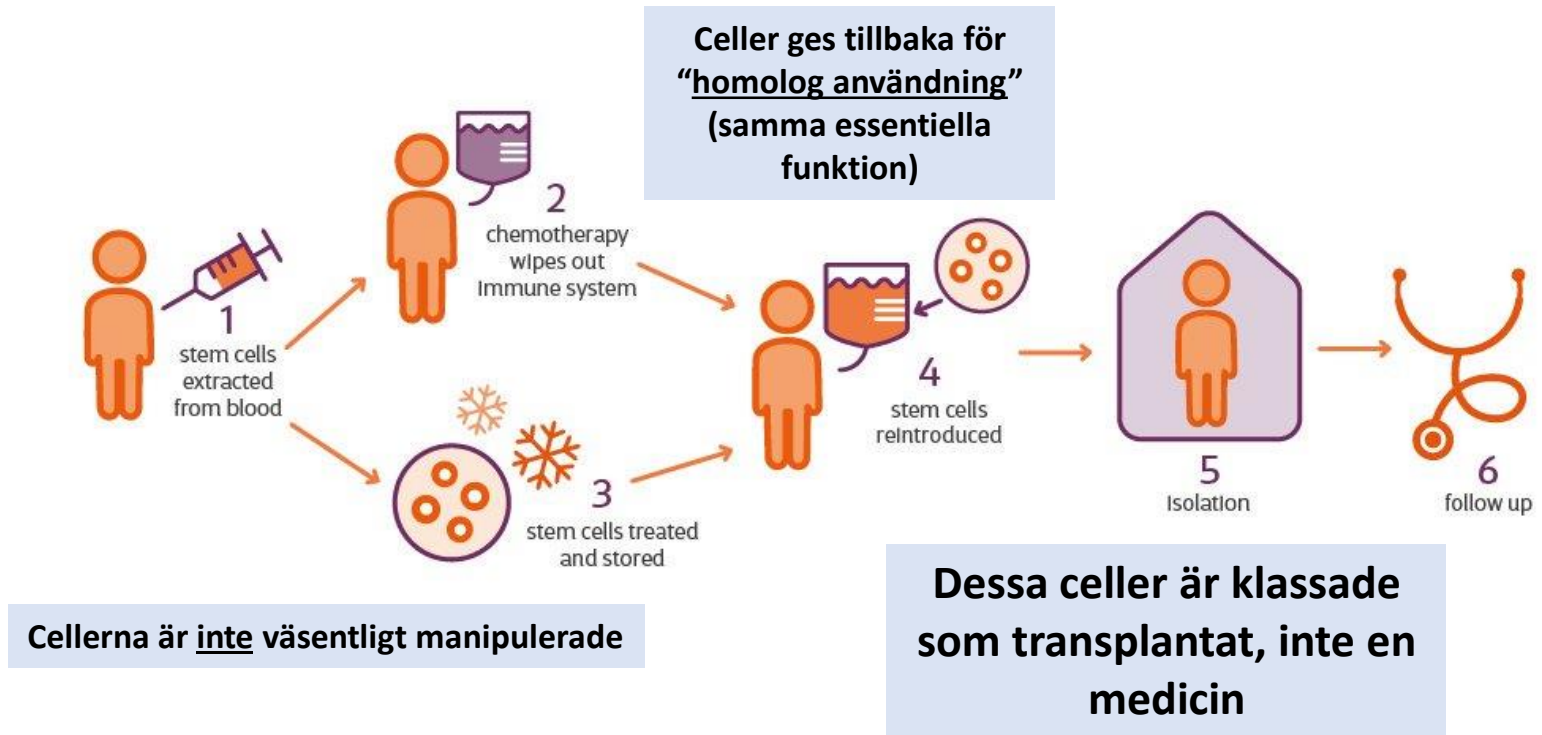 Celler ges tillbaka för
“homolog användning”
(samma essentiella
funktion)
1
stem cells
extracted
from blood
2
chemotherapy
wipes out
immune system
3
stem cells treated
and stored
4
stem cells
reintroduced
5
isolation
6
follow up
Cellerna är inte väsentligt manipulerade
Dessa celler är klassade
som transplantat, inte en
medicin